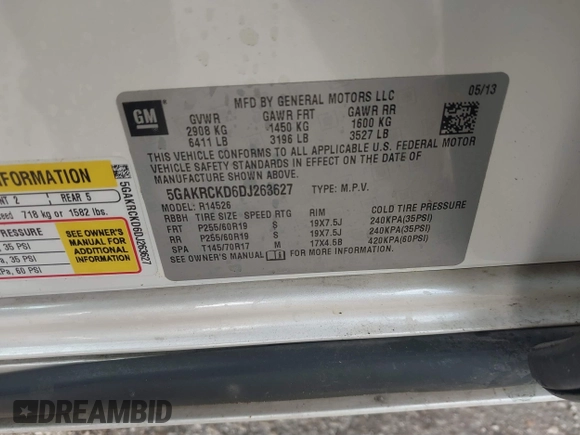 GM
MFD BY GENERAL MOTORS LLC
05/13
GVWR GAWR FRT GAWR RR
2908 KG 1450 KG 1600 KG
6411 LB 3196 LB 3527 LB
THIS VEHICLE CONFORMS TO ALL APPLICABLE U.S. FEDERAL MOTOR
VEHICLE SAFETY STANDARDS IN EFFECT ON THE DATE OF
MANUFACTURE SHOWN ABOVE.
5GAKRCKD6DJ263627 TYPE: M.P.V.
MODEL: R14526
RBBH TIRE SIZE SPEED RTG RIM COLD TIRE PRESSURE
FRT P255/60R19 S 19X7.5J 240KPA(35PSI)
RR P255/60R19 S 19X7.5J 240KPA(35PSI)
SPA T145/70R17 M 17X4.5B 420KPA(60PSI)
SEE OWNER'S MANUAL FOR MORE INFORMATION.
INFORMATION
2 REAR 5
718 kg or 1582 lbs.
PRESSURE
35 PSI
35 PSI
60 PSI
SEE OWNER'S
MANUAL FOR
ADDITIONAL
INFORMATION
5GAKRCKD6DJ263627
DREAMBID